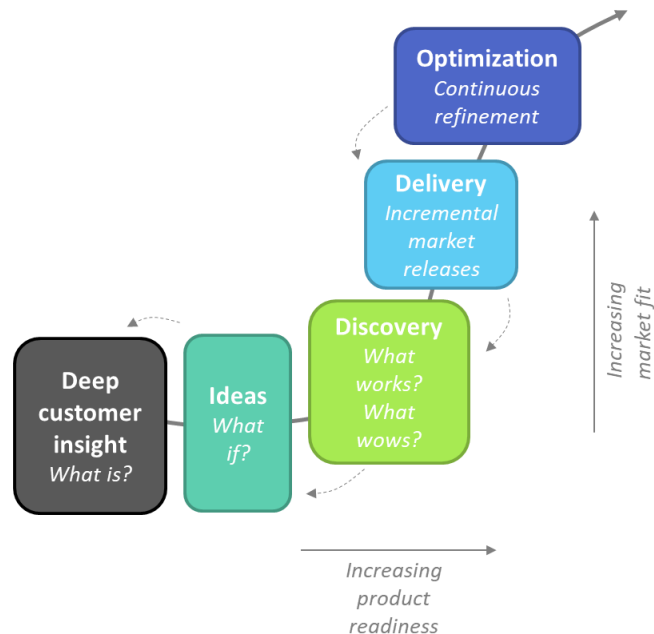 Optimization
Continuous
refinement
Delivery
Incremental
market
releases
Discovery
What
works?
What
wows?
Ideas
What
if?
Deep
customer
insight
What is?
Increasing
market fit
Increasing
product
readiness